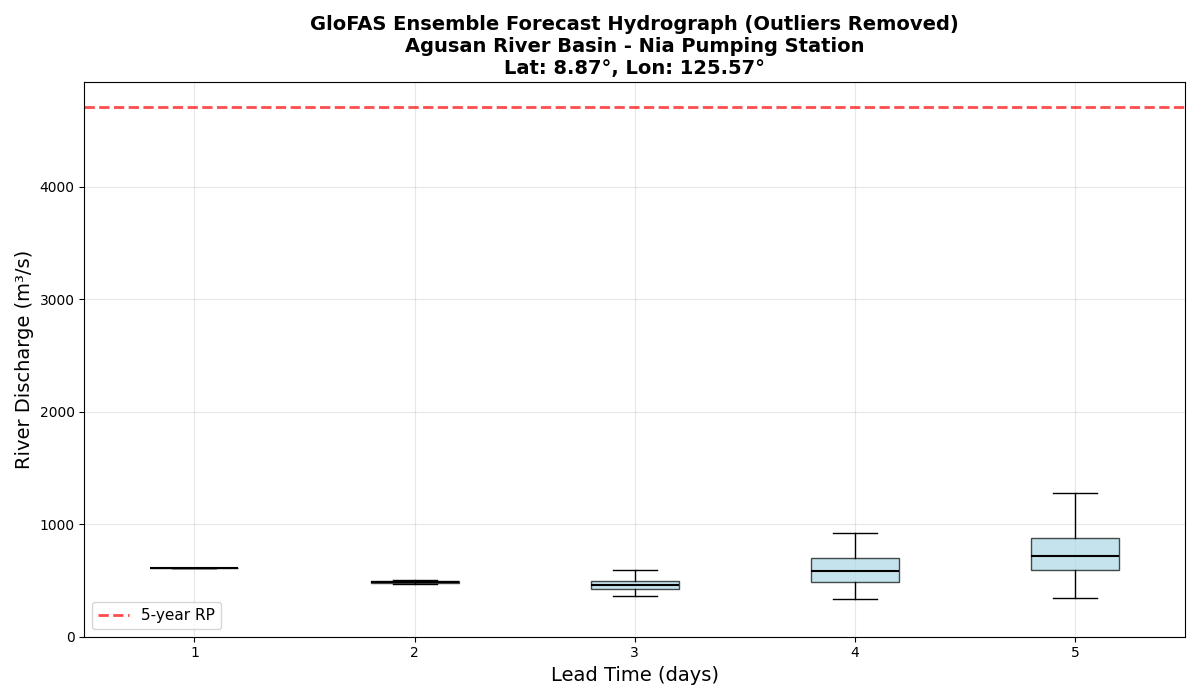 GloFAS Ensemble Forecast Hydrograph (Outliers Removed)
Agusan River Basin - Nia Pumping Station
Lat: 8.87°, Lon: 125.57°
River Discharge (m³/s)
4000
3000
2000
1000
0
5-year RP
1
2
3
4
5
Lead Time (days)